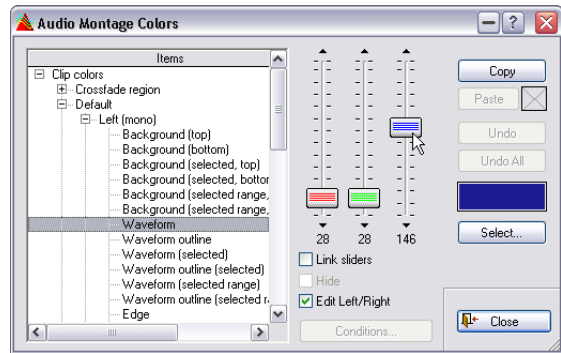 Audio Montage Colors
Items
Clip colors
Crossfade region
Default
Left (mono)
Background (top)
Background (bottom)
Background (selected, top)
Background (selected, bottor
Background (selected range,
Background (selected range,
Waveform
Waveform outline
Waveform (selected)
Waveform outline (selected)
Waveform (selected range)
Waveform outline (selected r
Edge
28 28 146
Link sliders
Hide
Edit Left/Right
Conditions...
Copy
Paste
Undo
Undo All
Select...
Close